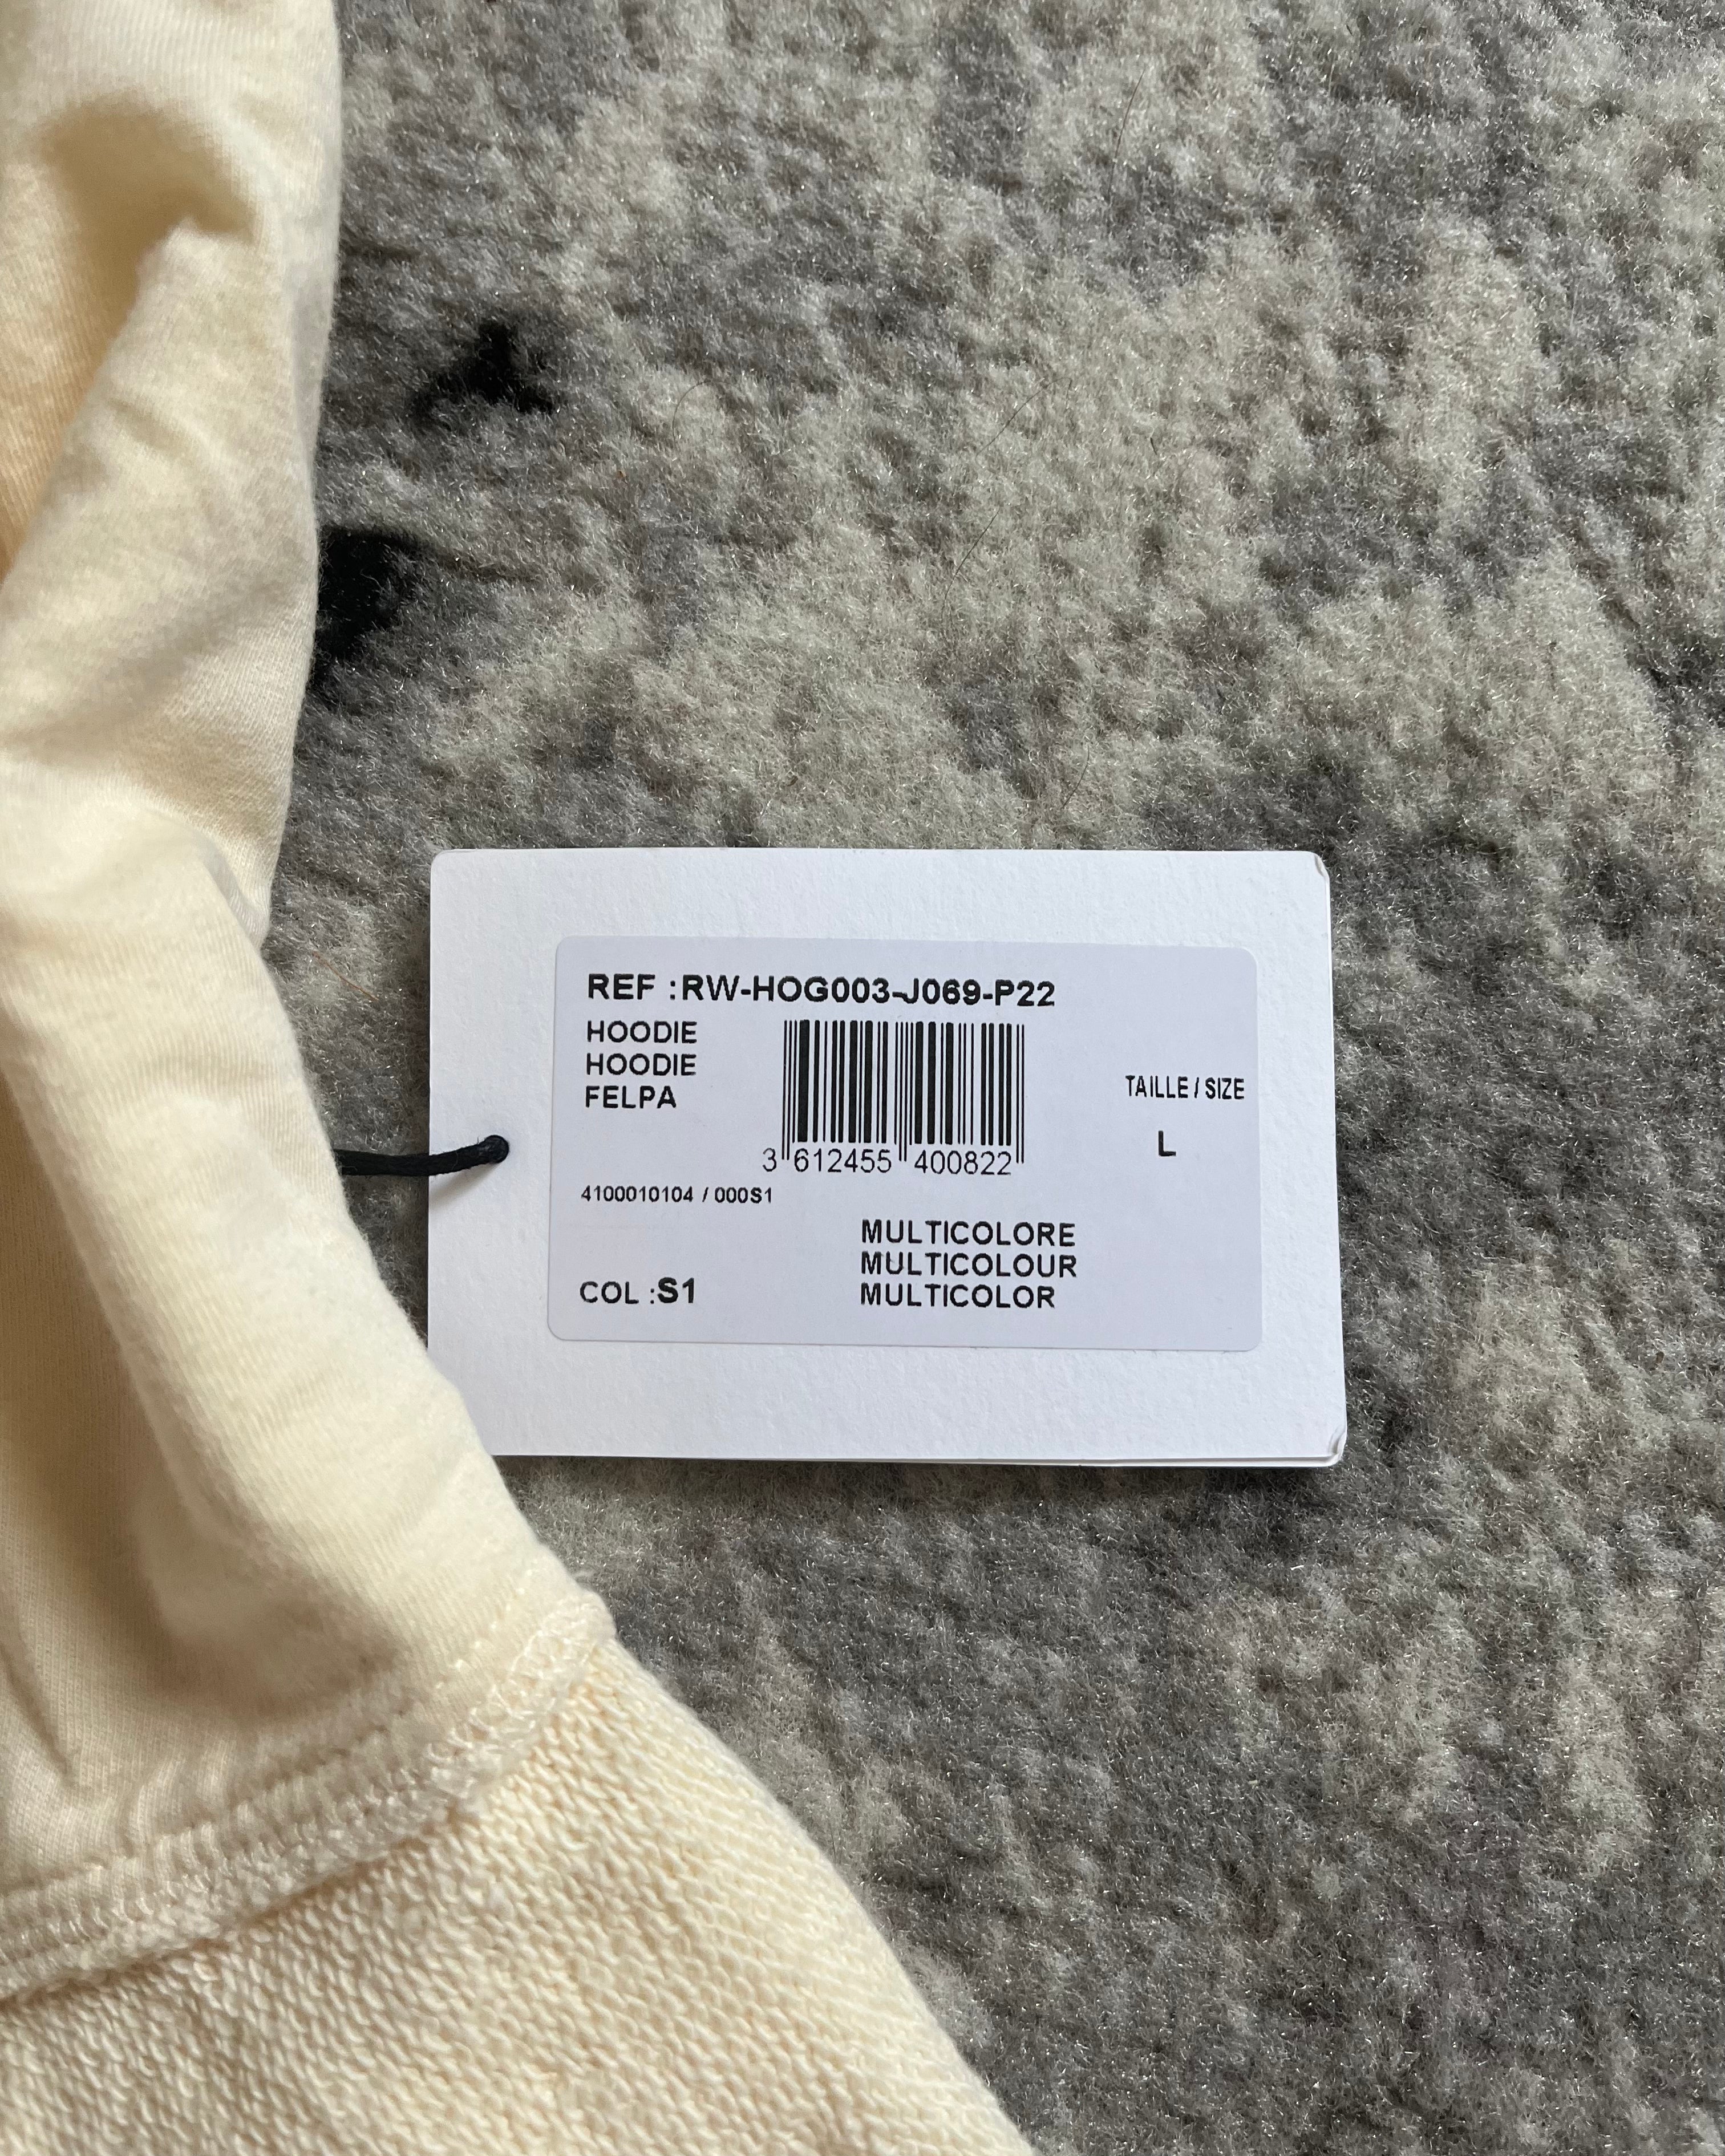 REF :RW-HOG003-J069-P22
HOODIE
HOODIE
FELPA
3 612455 400822
TAILLE / SIZE
L
4100010104 / 000S1
MULTICOLORE
MULTICOLOUR
MULTICOLOR
COL :S1